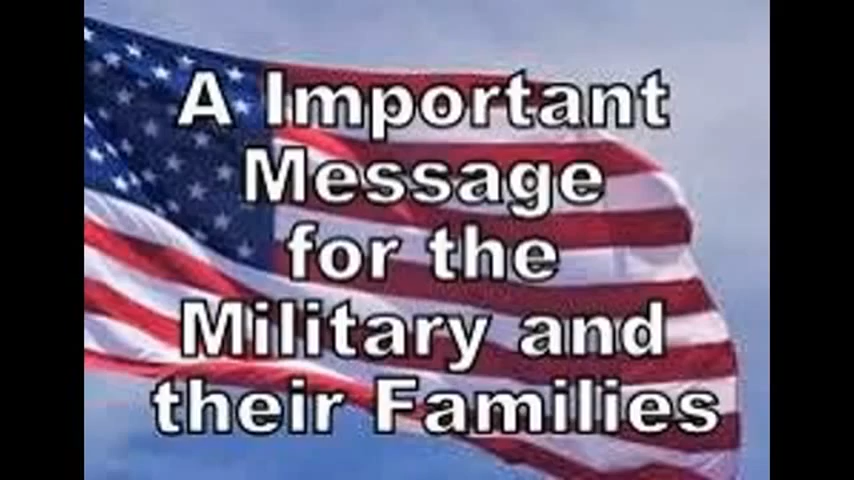 A Important
Message
for the
Military and
their Families